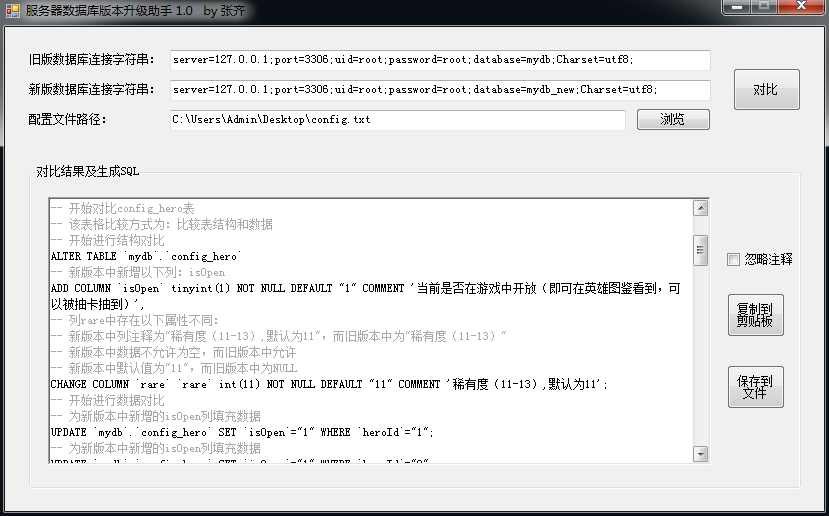 服务器数据库版本升级助手 1.0   by 张齐
旧版数据库连接字符串: server=127.0.0.1;port=3306;uid=root;password=root;database=mydb;Charset=utf8;
新版数据库连接字符串: server=127.0.0.1;port=3306;uid=root;password=root;database=mydb_new;Charset=utf8;
对比
配置文件路径: C:\Users\Admin\Desktop\config.txt 浏览
对比结果及生成SQL
-- 开始对比config_hero表
-- 该表格比较方式为: 比较表结构和数据
-- 开始进行结构对比
ALTER TABLE `mydb`.`config_hero`
-- 新版本中新增以下列: isOpen
ADD COLUMN `isOpen` tinyint(1) NOT NULL DEFAULT "1" COMMENT '当前是否在游戏中开放（即可在英雄图鉴看到，可
以被抽卡抽到）',
-- 列rare中存在以下属性不同:
-- 新版本中列注释为"稀有度（11-13）,默认为11"，而旧版本中为"稀有度（11-13）"
-- 新版本中数据不允许为空，而旧版本中允许
-- 新版本中默认值为"11"，而旧版本中为NULL
CHANGE COLUMN `rare` `rare` int(11) NOT NULL DEFAULT "11" COMMENT '稀有度（11-13）,默认为11';
-- 开始进行数据对比
-- 为新版本中新增的isOpen列填充数据
UPDATE `mydb`.`config_hero` SET `isOpen`="1" WHERE `heroId`="1";
-- 为新版本中新增的isOpen列填充数据
忽略注释
复制到
剪贴板
保存到
文件